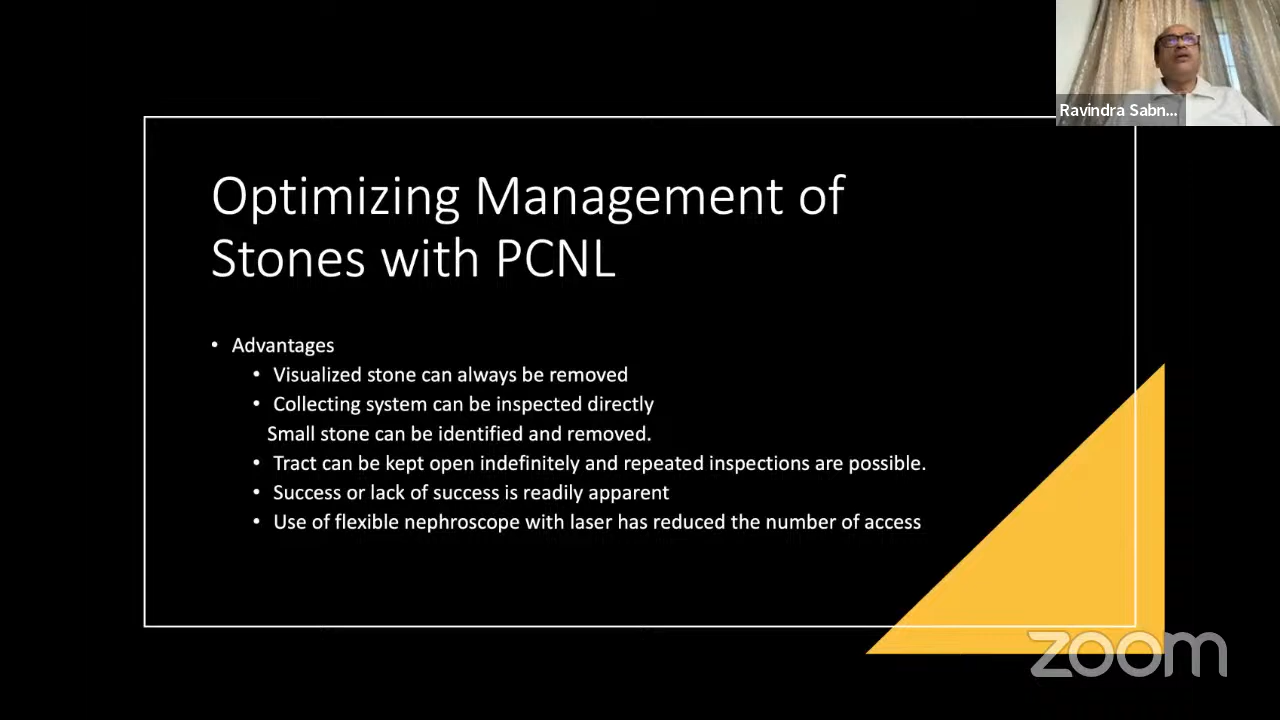 Ravindra Sabn...
Optimizing Management of
Stones with PCNL
• Advantages
• Visualized stone can always be removed
• Collecting system can be inspected directly
Small stone can be identified and removed.
• Tract can be kept open indefinitely and repeated inspections are possible.
• Success or lack of success is readily apparent
• Use of flexible nephroscope with laser has reduced the number of access
zoom